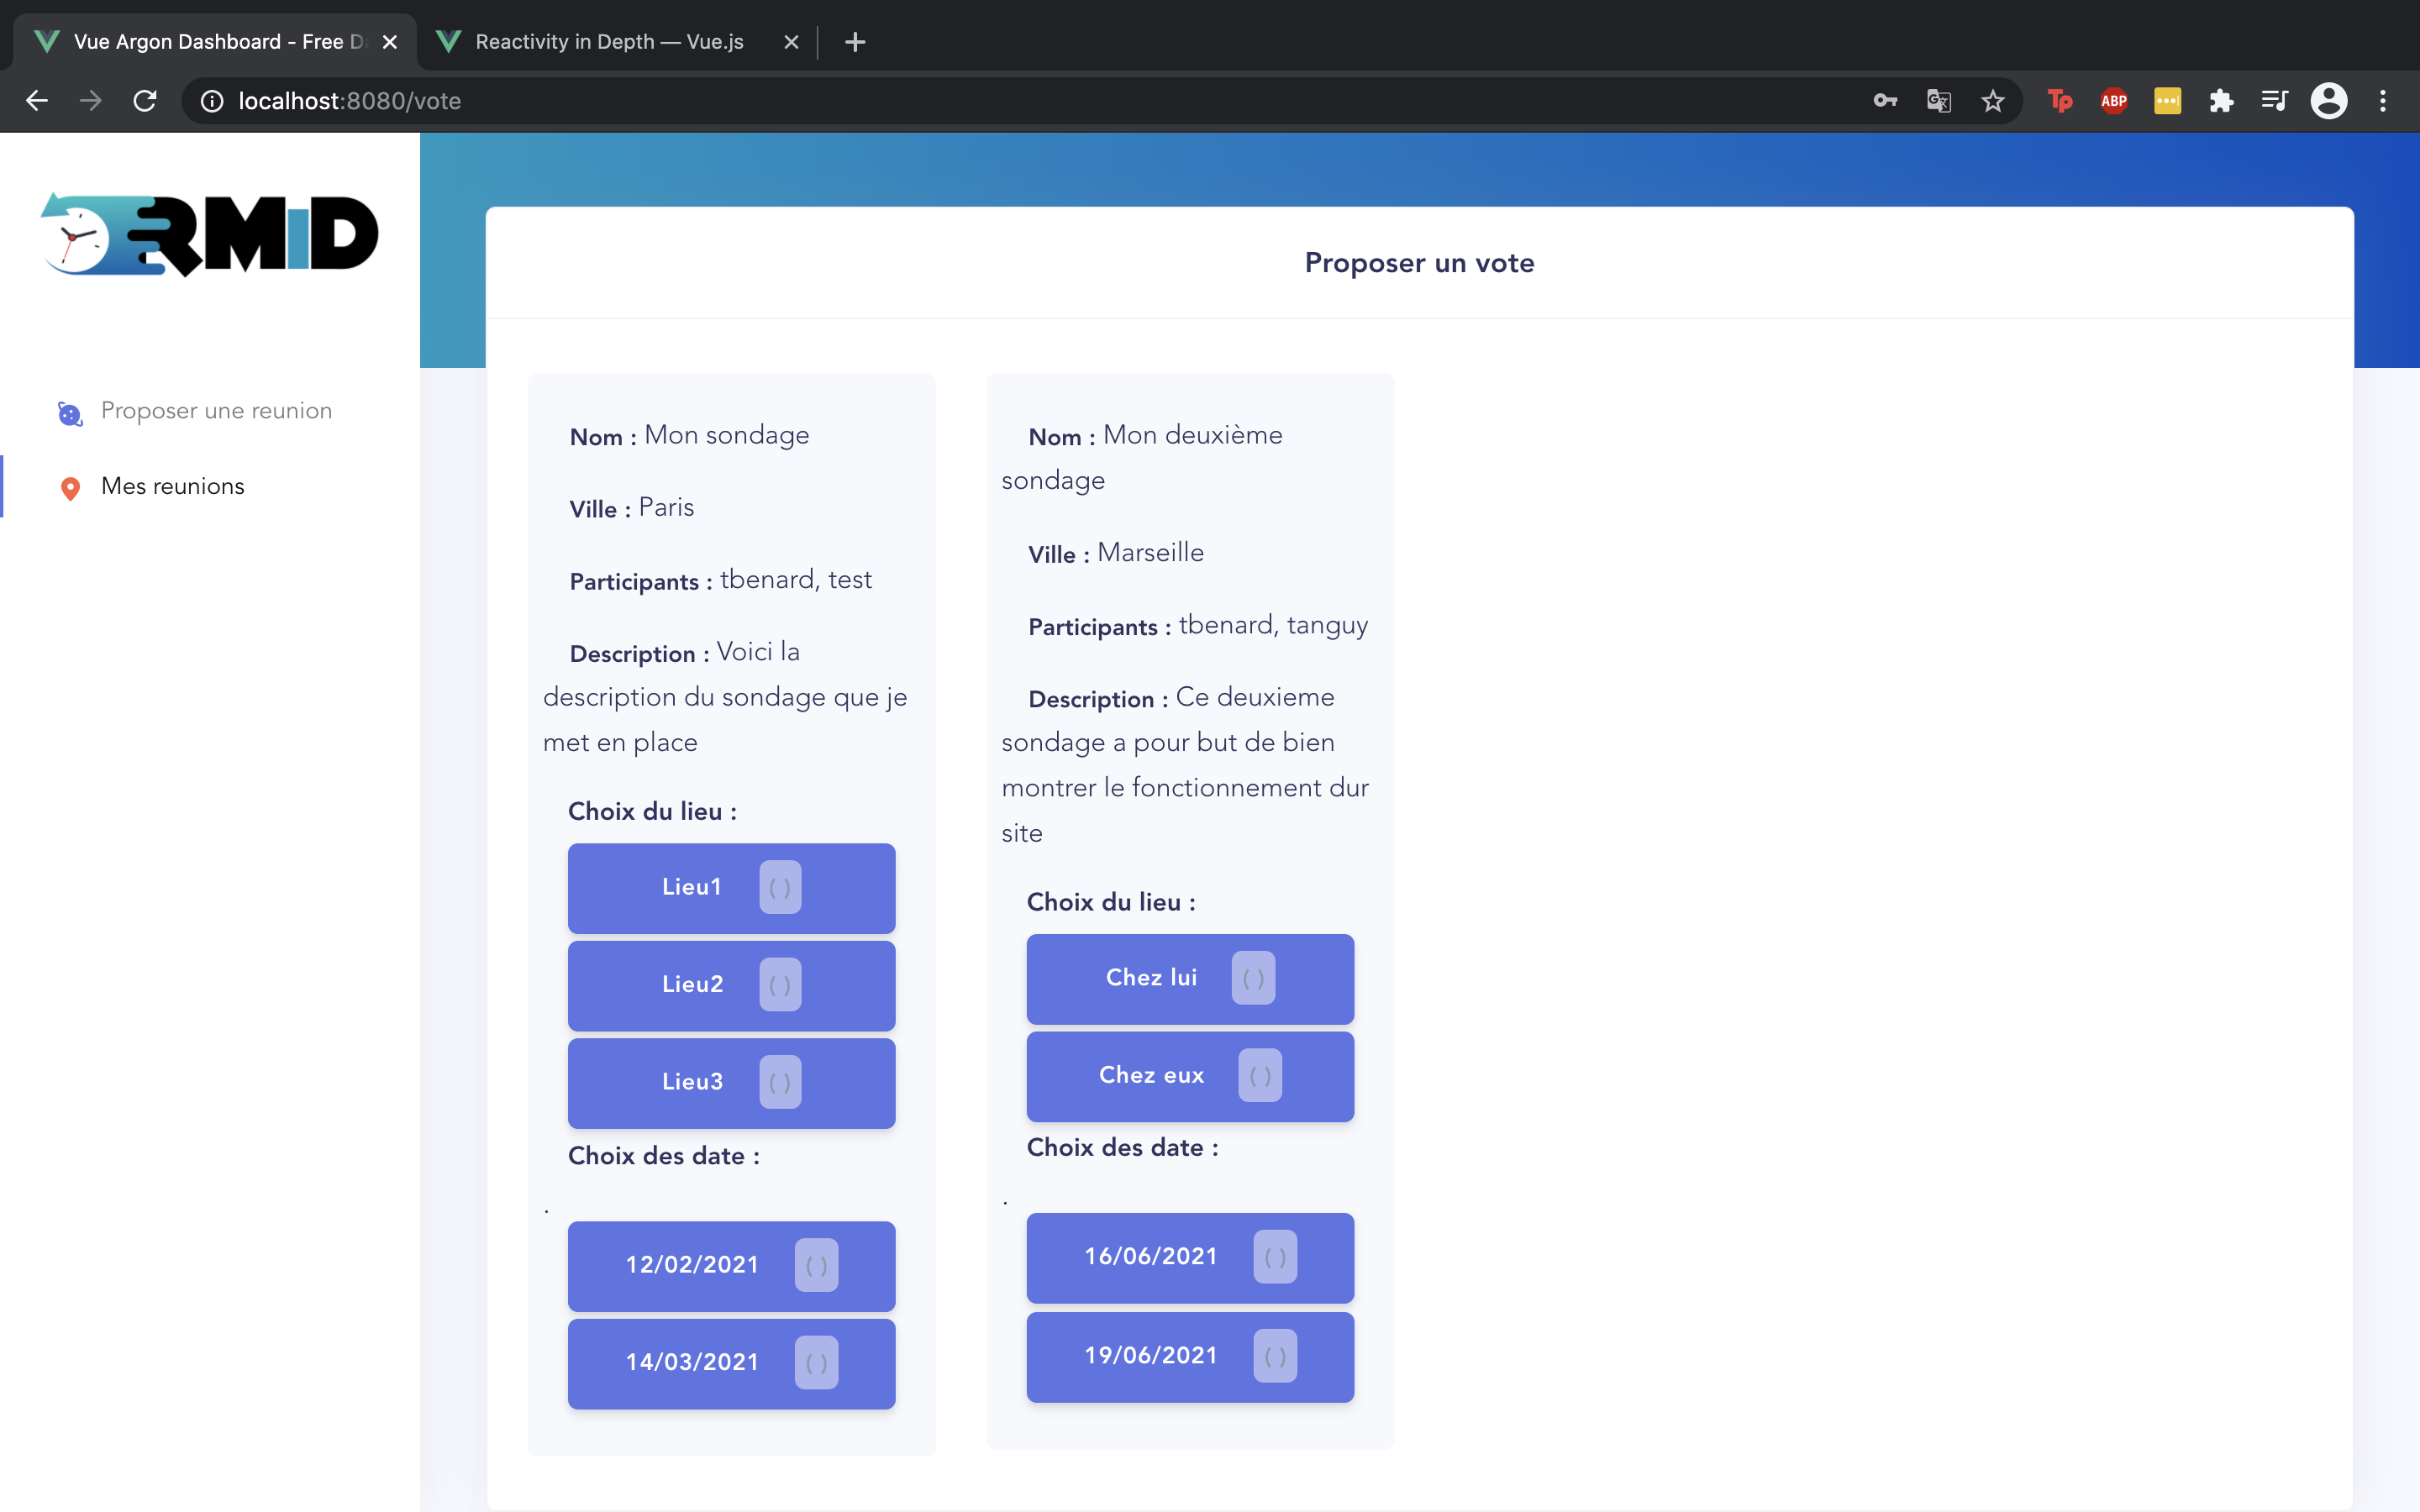 Vue Argon Dashboard - Free D
Reactivity in Depth — Vue.js
localhost:8080/vote
Tp
ABP
RMiD
Proposer une reunion
Mes reunions
Proposer un vote
Nom : Mon sondage
Ville : Paris
Participants : tbenard, test
Description : Voici la
description du sondage que je
met en place
Choix du lieu :
Lieu1 ()
Lieu2 ()
Lieu3 ()
Choix des date :
.
12/02/2021 ()
14/03/2021 ()
Nom : Mon deuxième
sondage
Ville : Marseille
Participants : tbenard, tanguy
Description : Ce deuxieme
sondage a pour but de bien
montrer le fonctionnement dur
site
Choix du lieu :
Chez lui ()
Chez eux ()
Choix des date :
.
16/06/2021 ()
19/06/2021 ()